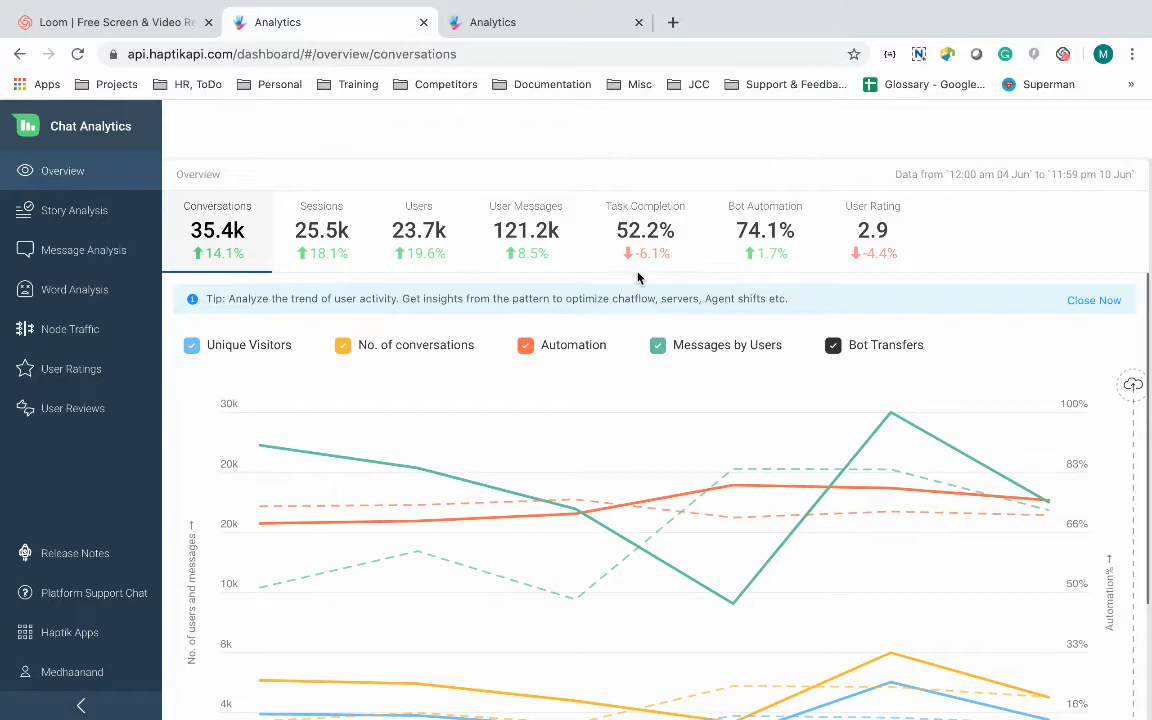 Loom | Free Screen & Video Re
Analytics
Analytics
api.haptikapi.com/dashboard/#/overview/conversations
M
Apps
Projects
HR, ToDo
Personal
Training
Competitors
Documentation
Misc
JCC
Support & Feedba...
Glossary - Google...
Superman
»
Chat Analytics
Overview
Story Analysis
Message Analysis
Word Analysis
Node Traffic
User Ratings
User Reviews
Release Notes
Platform Support Chat
Haptik Apps
Medhaanand
Overview
Data from `12:00 am 04 Jun` to `11:59 pm 10 Jun`
Conversations
35.4k
14.1%
Sessions
25.5k
18.1%
Users
23.7k
19.6%
User Messages
121.2k
8.5%
Task Completion
52.2%
-6.1%
Bot Automation
74.1%
1.7%
User Rating
2.9
-4.4%
Tip: Analyze the trend of user activity. Get insights from the pattern to optimize chatflow, servers, Agent shifts etc.
Close Now
Unique Visitors
No. of conversations
Automation
Messages by Users
Bot Transfers
30k
20k
20k
10k
8k
4k
No. of users and messages →
100%
83%
66%
50%
33%
16%
Automation% →